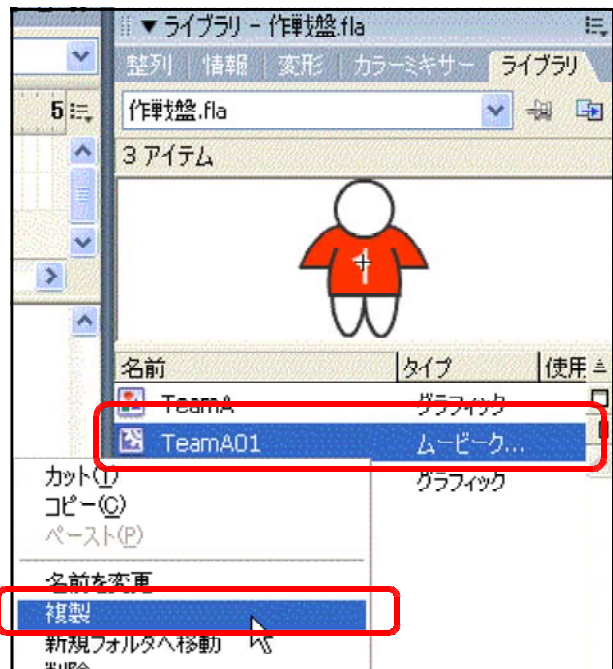 ▼ ライブラリ - 作戦盤.fla
整列 情報 変形 カラーミキサー ライブラリ
5
作戦盤.fla
3 アイテム
1
名前 タイプ 使用
TeamA グラフィック
TeamA01 ムービーク...
グラフィック
カット(T)
コピー(C)
ペースト(P)
名前を変更
複製
新規フォルダへ移動
削除